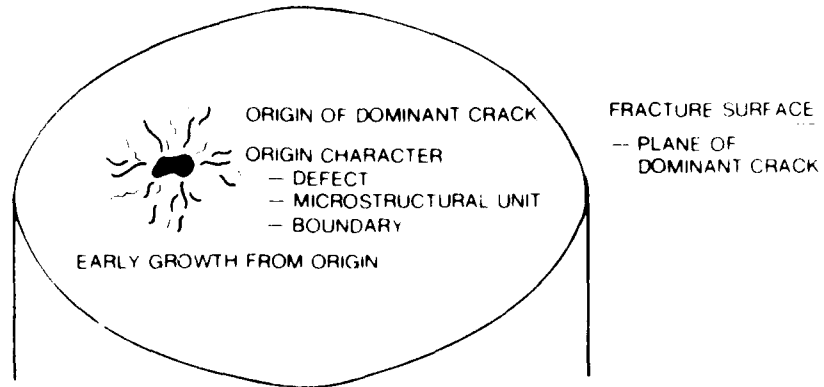 ORIGIN OF DOMINANT CRACK
ORIGIN CHARACTER
— DEFECT
— MICROSTRUCTURAL UNIT
— BOUNDARY
EARLY GROWTH FROM ORIGIN
FRACTURE SURFACE
— PLANE OF
DOMINANT CRACK